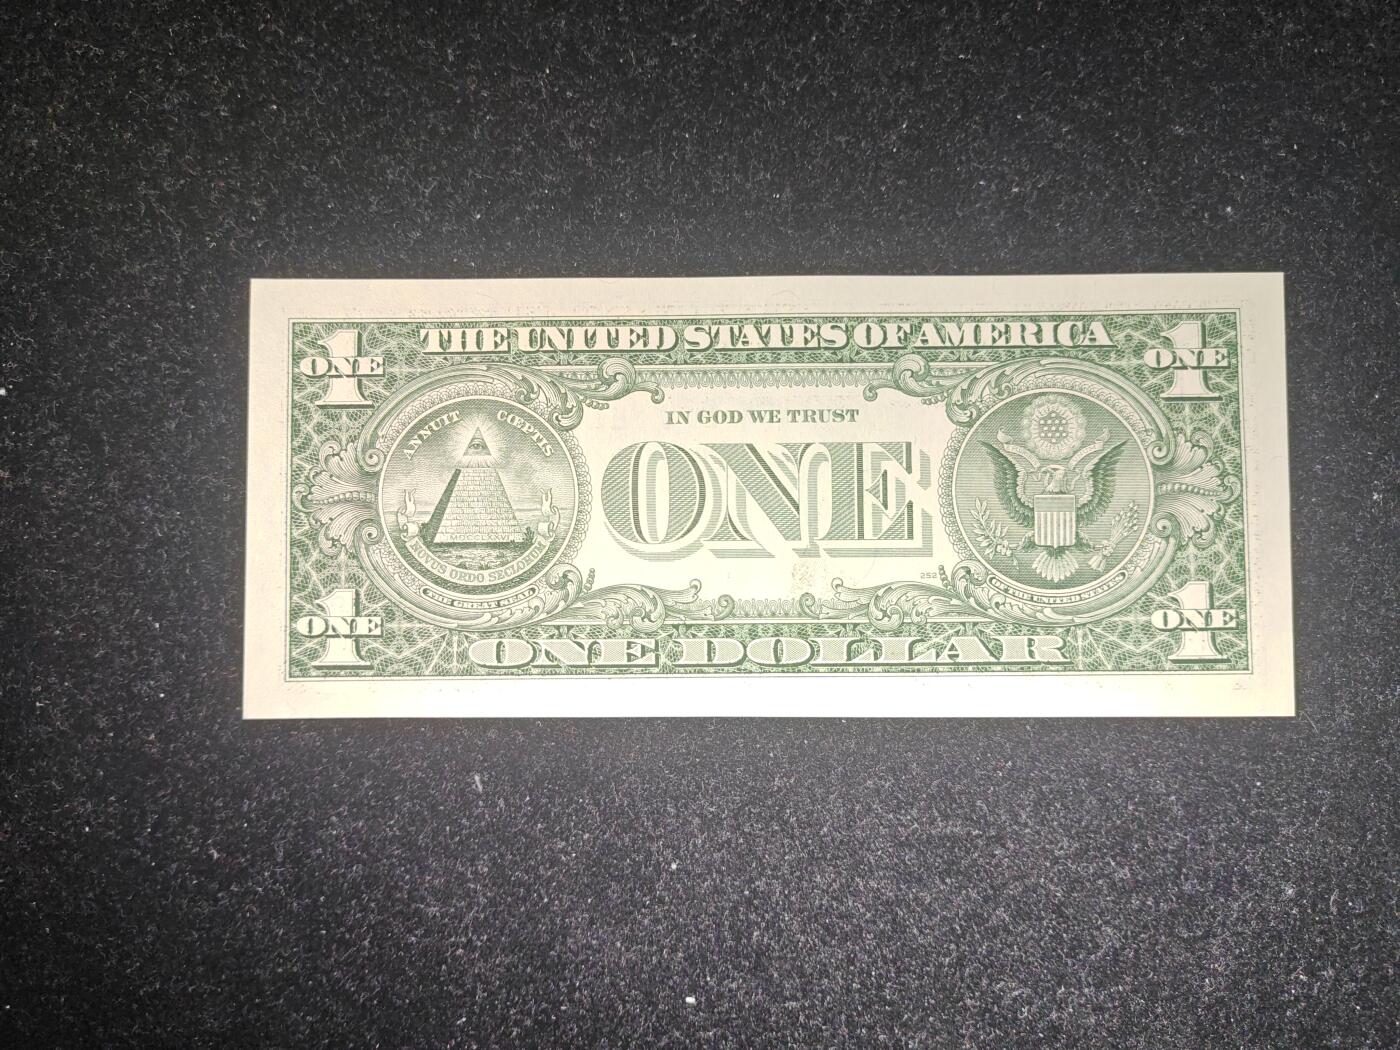 THE UNITED STATES OF AMERICA
1
ONE
1
ONE
ANNUIT CŒPTIS
MDCCLXXVI
NOVUS ORDO SECLORUM
THE GREAT SEAL
IN GOD WE TRUST
ONE
252
OF THE UNITED STATES
1
ONE
1
ONE
ONE DOLLAR